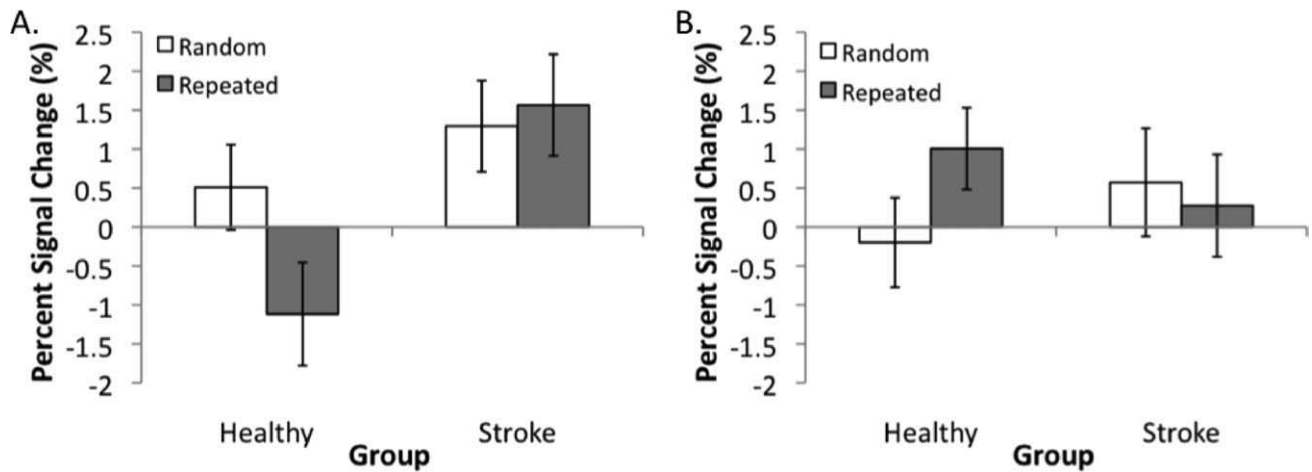 A.
Percent Signal Change (%)
2.5
2
1.5
1
0.5
0
-0.5
-1
-1.5
-2
Random
Repeated
Healthy
Stroke
Group
B.
Percent Signal Change (%)
2.5
2
1.5
1
0.5
0
-0.5
-1
-1.5
-2
Random
Repeated
Healthy
Stroke
Group